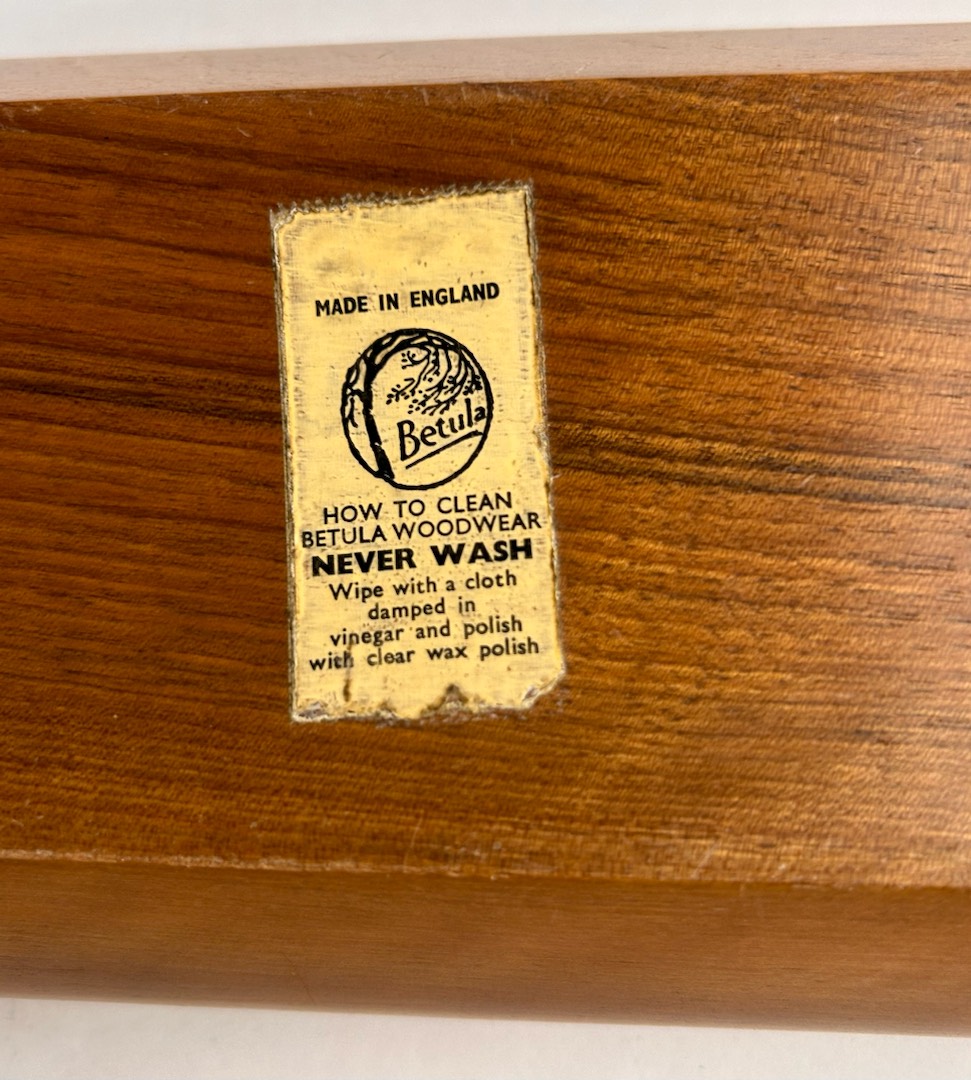 MADE IN ENGLAND
Betula
HOW TO CLEAN
BETULA WOODWEAR
NEVER WASH
Wipe with a cloth
damped in
vinegar and polish
with clear wax polish